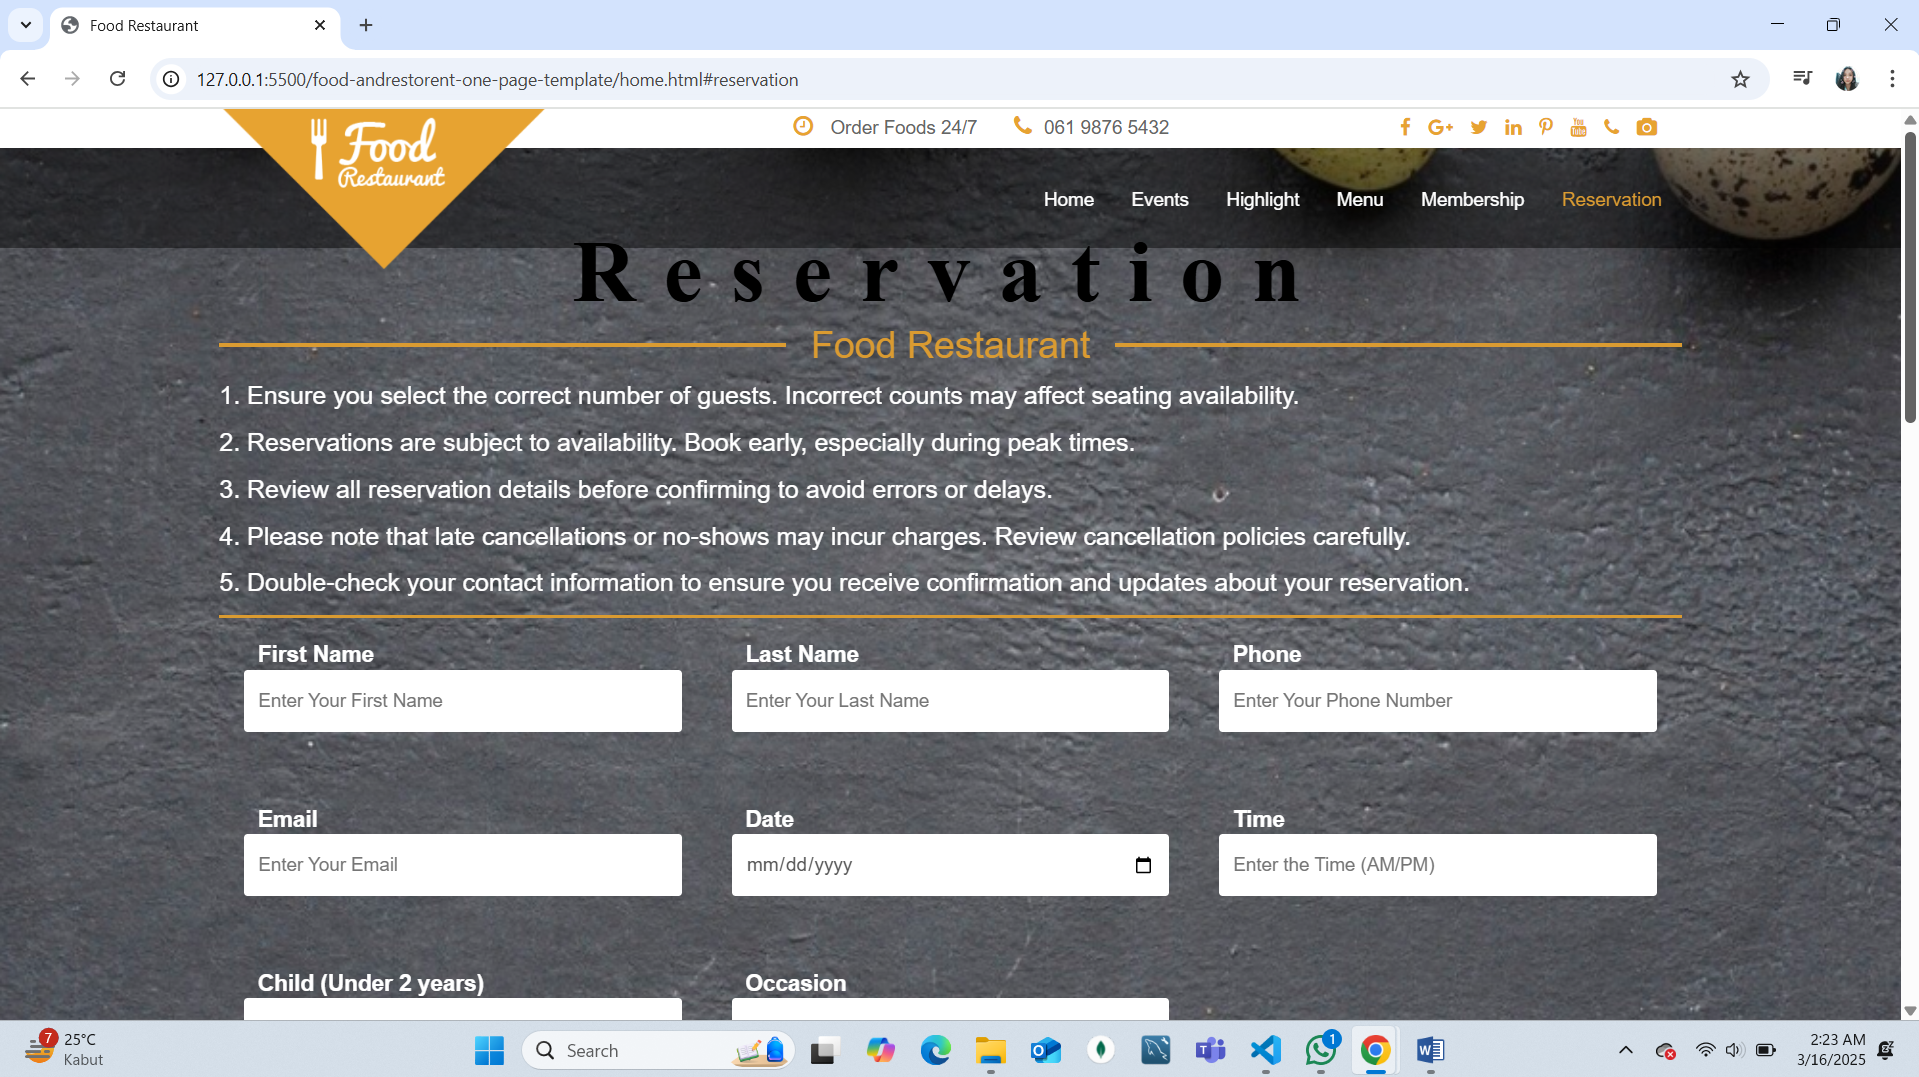 Food Restaurant
127.0.0.1:5500/food-andrestorent-one-page-template/home.html#reservation
Food
Restaurant
Order Foods 24/7
061 9876 5432
You
Tube
Home
Events
Highlight
Menu
Membership
Reservation
Reservation
Food Restaurant
1. Ensure you select the correct number of guests. Incorrect counts may affect seating availability.
2. Reservations are subject to availability. Book early, especially during peak times.
3. Review all reservation details before confirming to avoid errors or delays.
4. Please note that late cancellations or no-shows may incur charges. Review cancellation policies carefully.
5. Double-check your contact information to ensure you receive confirmation and updates about your reservation.
First Name
Last Name
Phone
Enter Your First Name
Enter Your Last Name
Enter Your Phone Number
Email
Date
Time
Enter Your Email
mm/dd/yyyy
Enter the Time (AM/PM)
Child (Under 2 years)
Occasion
7
25°C
Kabut
Search
1
2:23 AM
3/16/2025